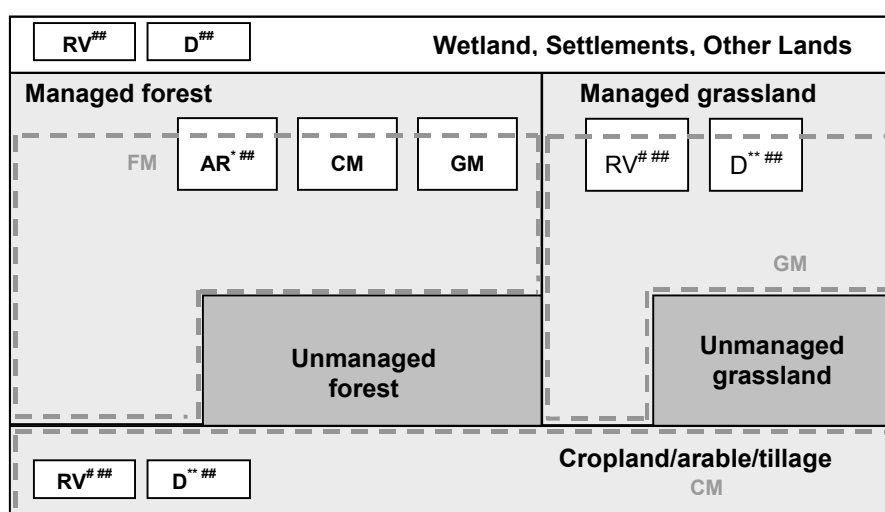 RV## D## Wetland, Settlements, Other Lands
Managed forest Managed grassland
FM AR* ## CM GM RV# ## D** ##
GM
Unmanaged
forest
Unmanaged
grassland
Cropland/arable/tillage
RV# ## D** ## CM